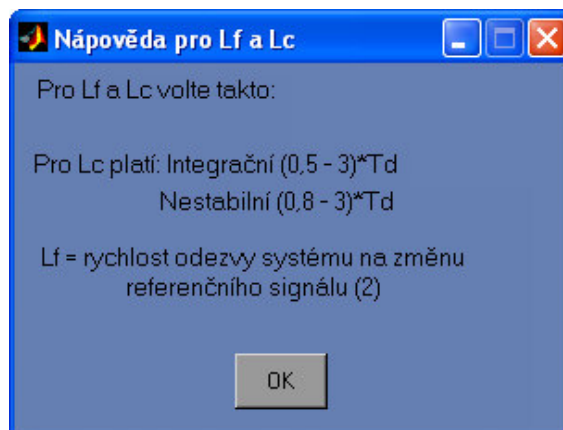 Nápověda pro Lf a Lc
Pro Lf a Lc volte takto:
Pro Lc platí: Integrační (0,5 - 3)*Td
Nestabilní (0,8 - 3)*Td
Lf = rychlost odezvy systému na změnu
referenčního signálu (2)
OK